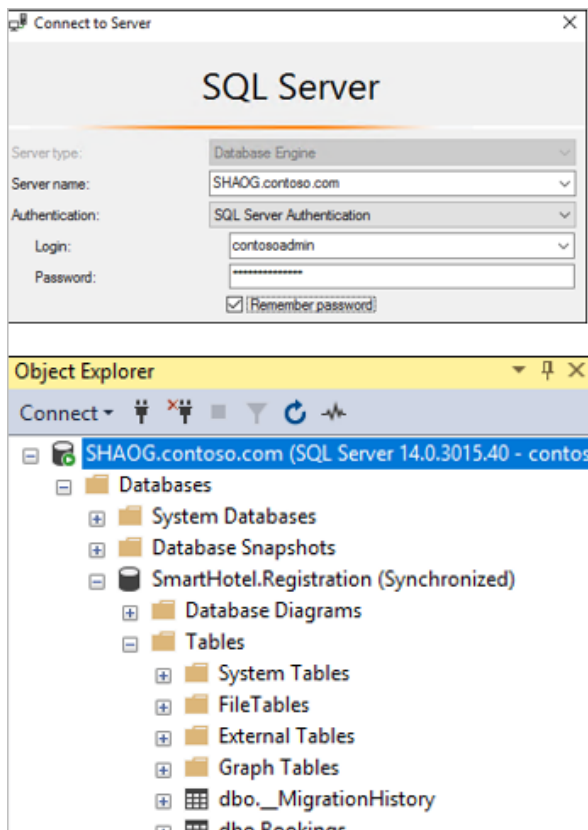 Connect to Server
SQL Server
Server type: Database Engine
Server name: SHAOG.contoso.com
Authentication: SQL Server Authentication
Login: contosoadmin
Password: **************
Remember password
Object Explorer
Connect
SHAOG.contoso.com (SQL Server 14.0.3015.40 - contos
Databases
System Databases
Database Snapshots
SmartHotel.Registration (Synchronized)
Database Diagrams
Tables
System Tables
FileTables
External Tables
Graph Tables
dbo.__MigrationHistory
dbo.Bookings